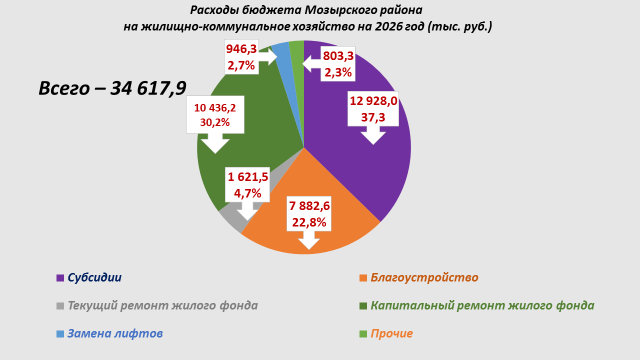 Расходы бюджета Мозырского района
на жилищно-коммунальное хозяйство на 2026 год (тыс. руб.)
Всего – 34 617,9
946,3
2,7%
803,3
2,3%
12 928,0
37,3
10 436,2
30,2%
1 621,5
4,7%
7 882,6
22,8%
Субсидии
Благоустройство
Текущий ремонт жилого фонда
Капитальный ремонт жилого фонда
Замена лифтов
Прочие